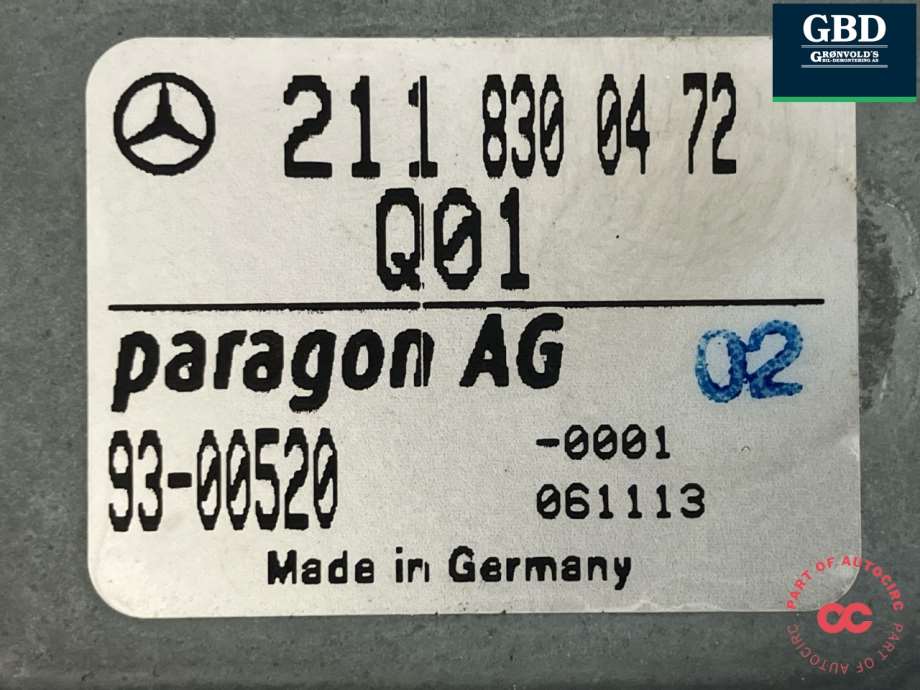 GBD
GRØNVOLD'S
BIL-DEMONTERING AS
211 830 04 72
Q01
paragon AG
02
93-00520
-0001
061113
Made in Germany
PART OF AUTOCIRC PART OF AUTOCIRC